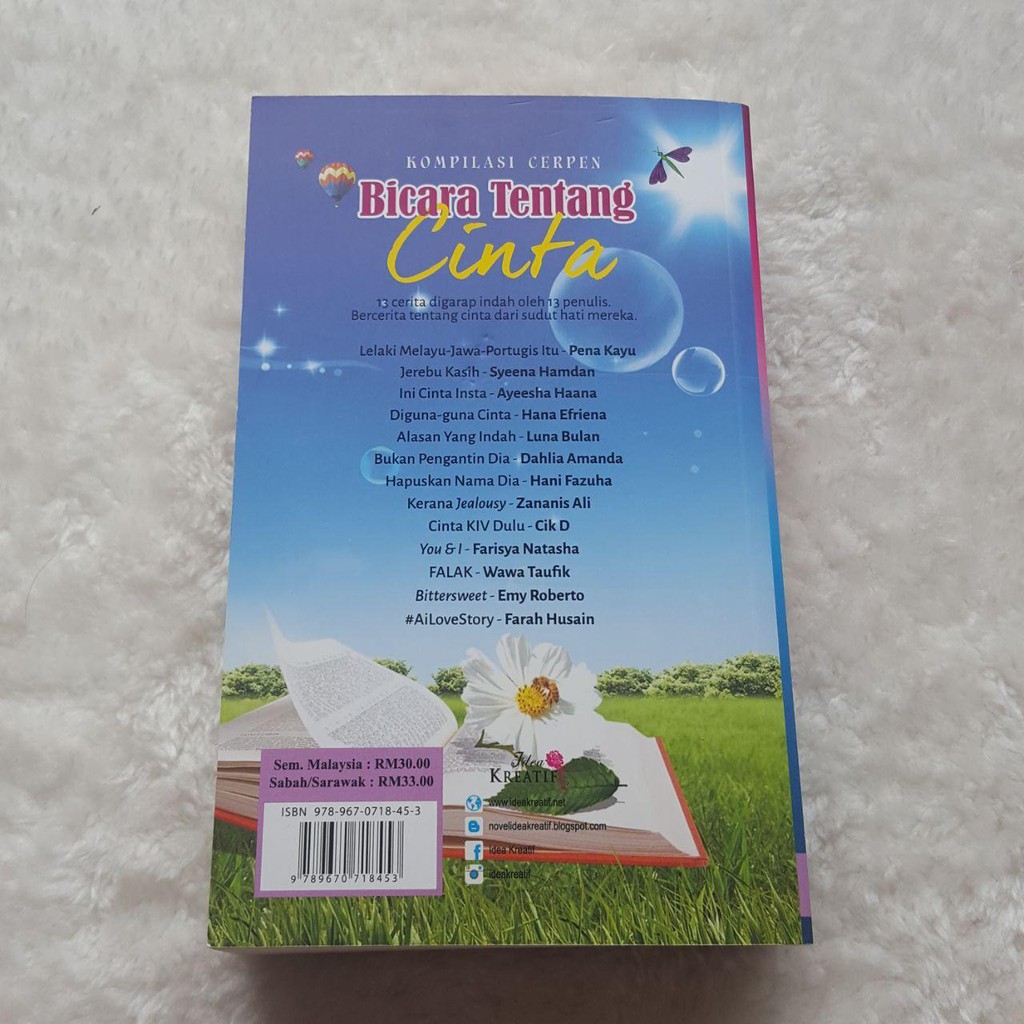 KOMPILASI CERPEN
Bicara Tentang
Cinta
13 cerita digarap indah oleh 13 penulis.
Bercerita tentang cinta dari sudut hati mereka.
Lelaki Melayu-Jawa-Portugis Itu - Pena Kayu
Jerebu Kasih - Syeena Hamdan
Ini Cinta Insta - Ayeesha Haana
Diguna-guna Cinta - Hana Efriena
Alasan Yang Indah - Luna Bulan
Bukan Pengantin Dia - Dahlia Amanda
Hapuskan Nama Dia - Hani Fazuha
Kerana Jealousy - Zananis Ali
Cinta KIV Dulu - Cik D
You & I - Farisya Natasha
FALAK - Wawa Taufik
Bittersweet - Emy Roberto
#AiLoveStory - Farah Husain
Sem. Malaysia : RM30.00
Sabah/Sarawak : RM33.00
ISBN 978-967-0718-45-3
9 789670 718453
Idea
KREATIF
www.ideakreatif.net
novelideakreatif.blogspot.com
Idea Kreatif
ideakreatif